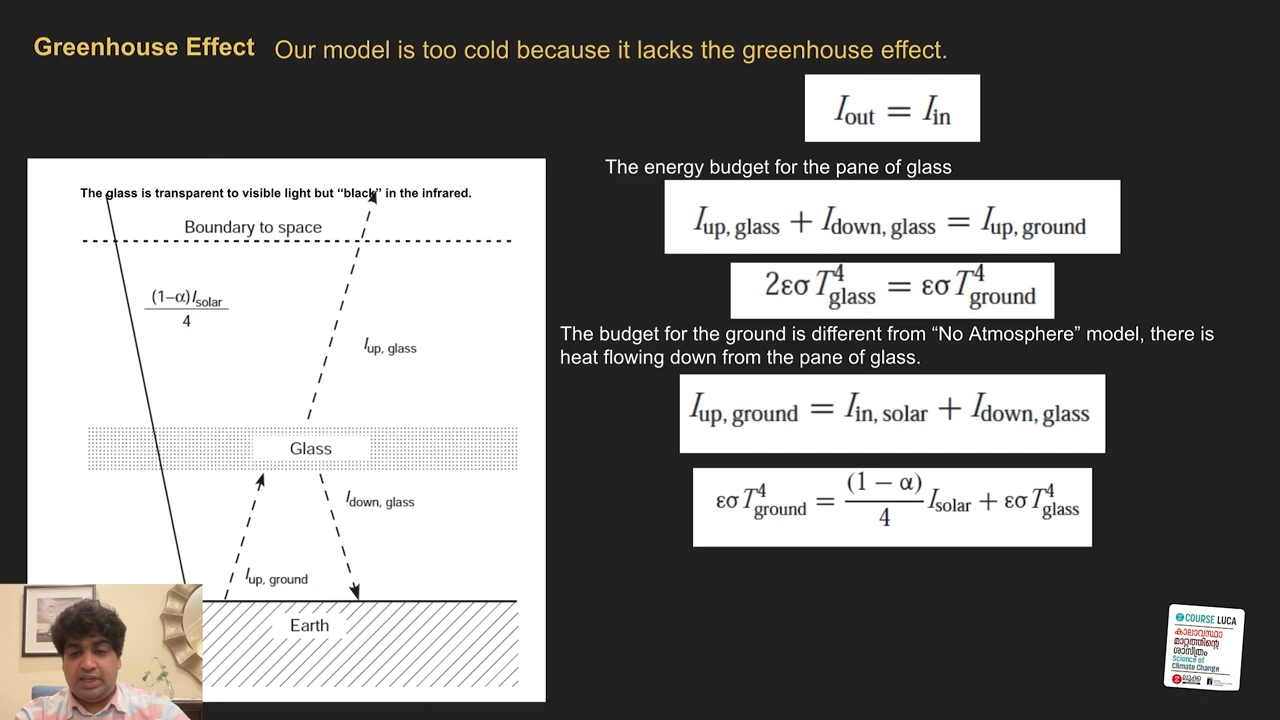 Greenhouse Effect Our model is too cold because it lacks the greenhouse effect.
I_out = I_in
The energy budget for the pane of glass
I_up, glass + I_down, glass = I_up, ground
2εσT⁴_glass = εσT⁴_ground
The budget for the ground is different from “No Atmosphere” model, there is
heat flowing down from the pane of glass.
I_up, ground = I_in, solar + I_down, glass
εσT⁴_ground = (1 − α)/4 I_solar + εσT⁴_glass
The glass is transparent to visible light but “black” in the infrared.
Boundary to space
(1−α)I_solar
4
I_up, glass
Glass
I_down, glass
I_up, ground
Earth
COURSE LUCA
കാലാവസ്ഥാ
മാറ്റത്തിന്റെ
ശാസ്ത്രം
Science of
Climate Change
ലൂക്ക